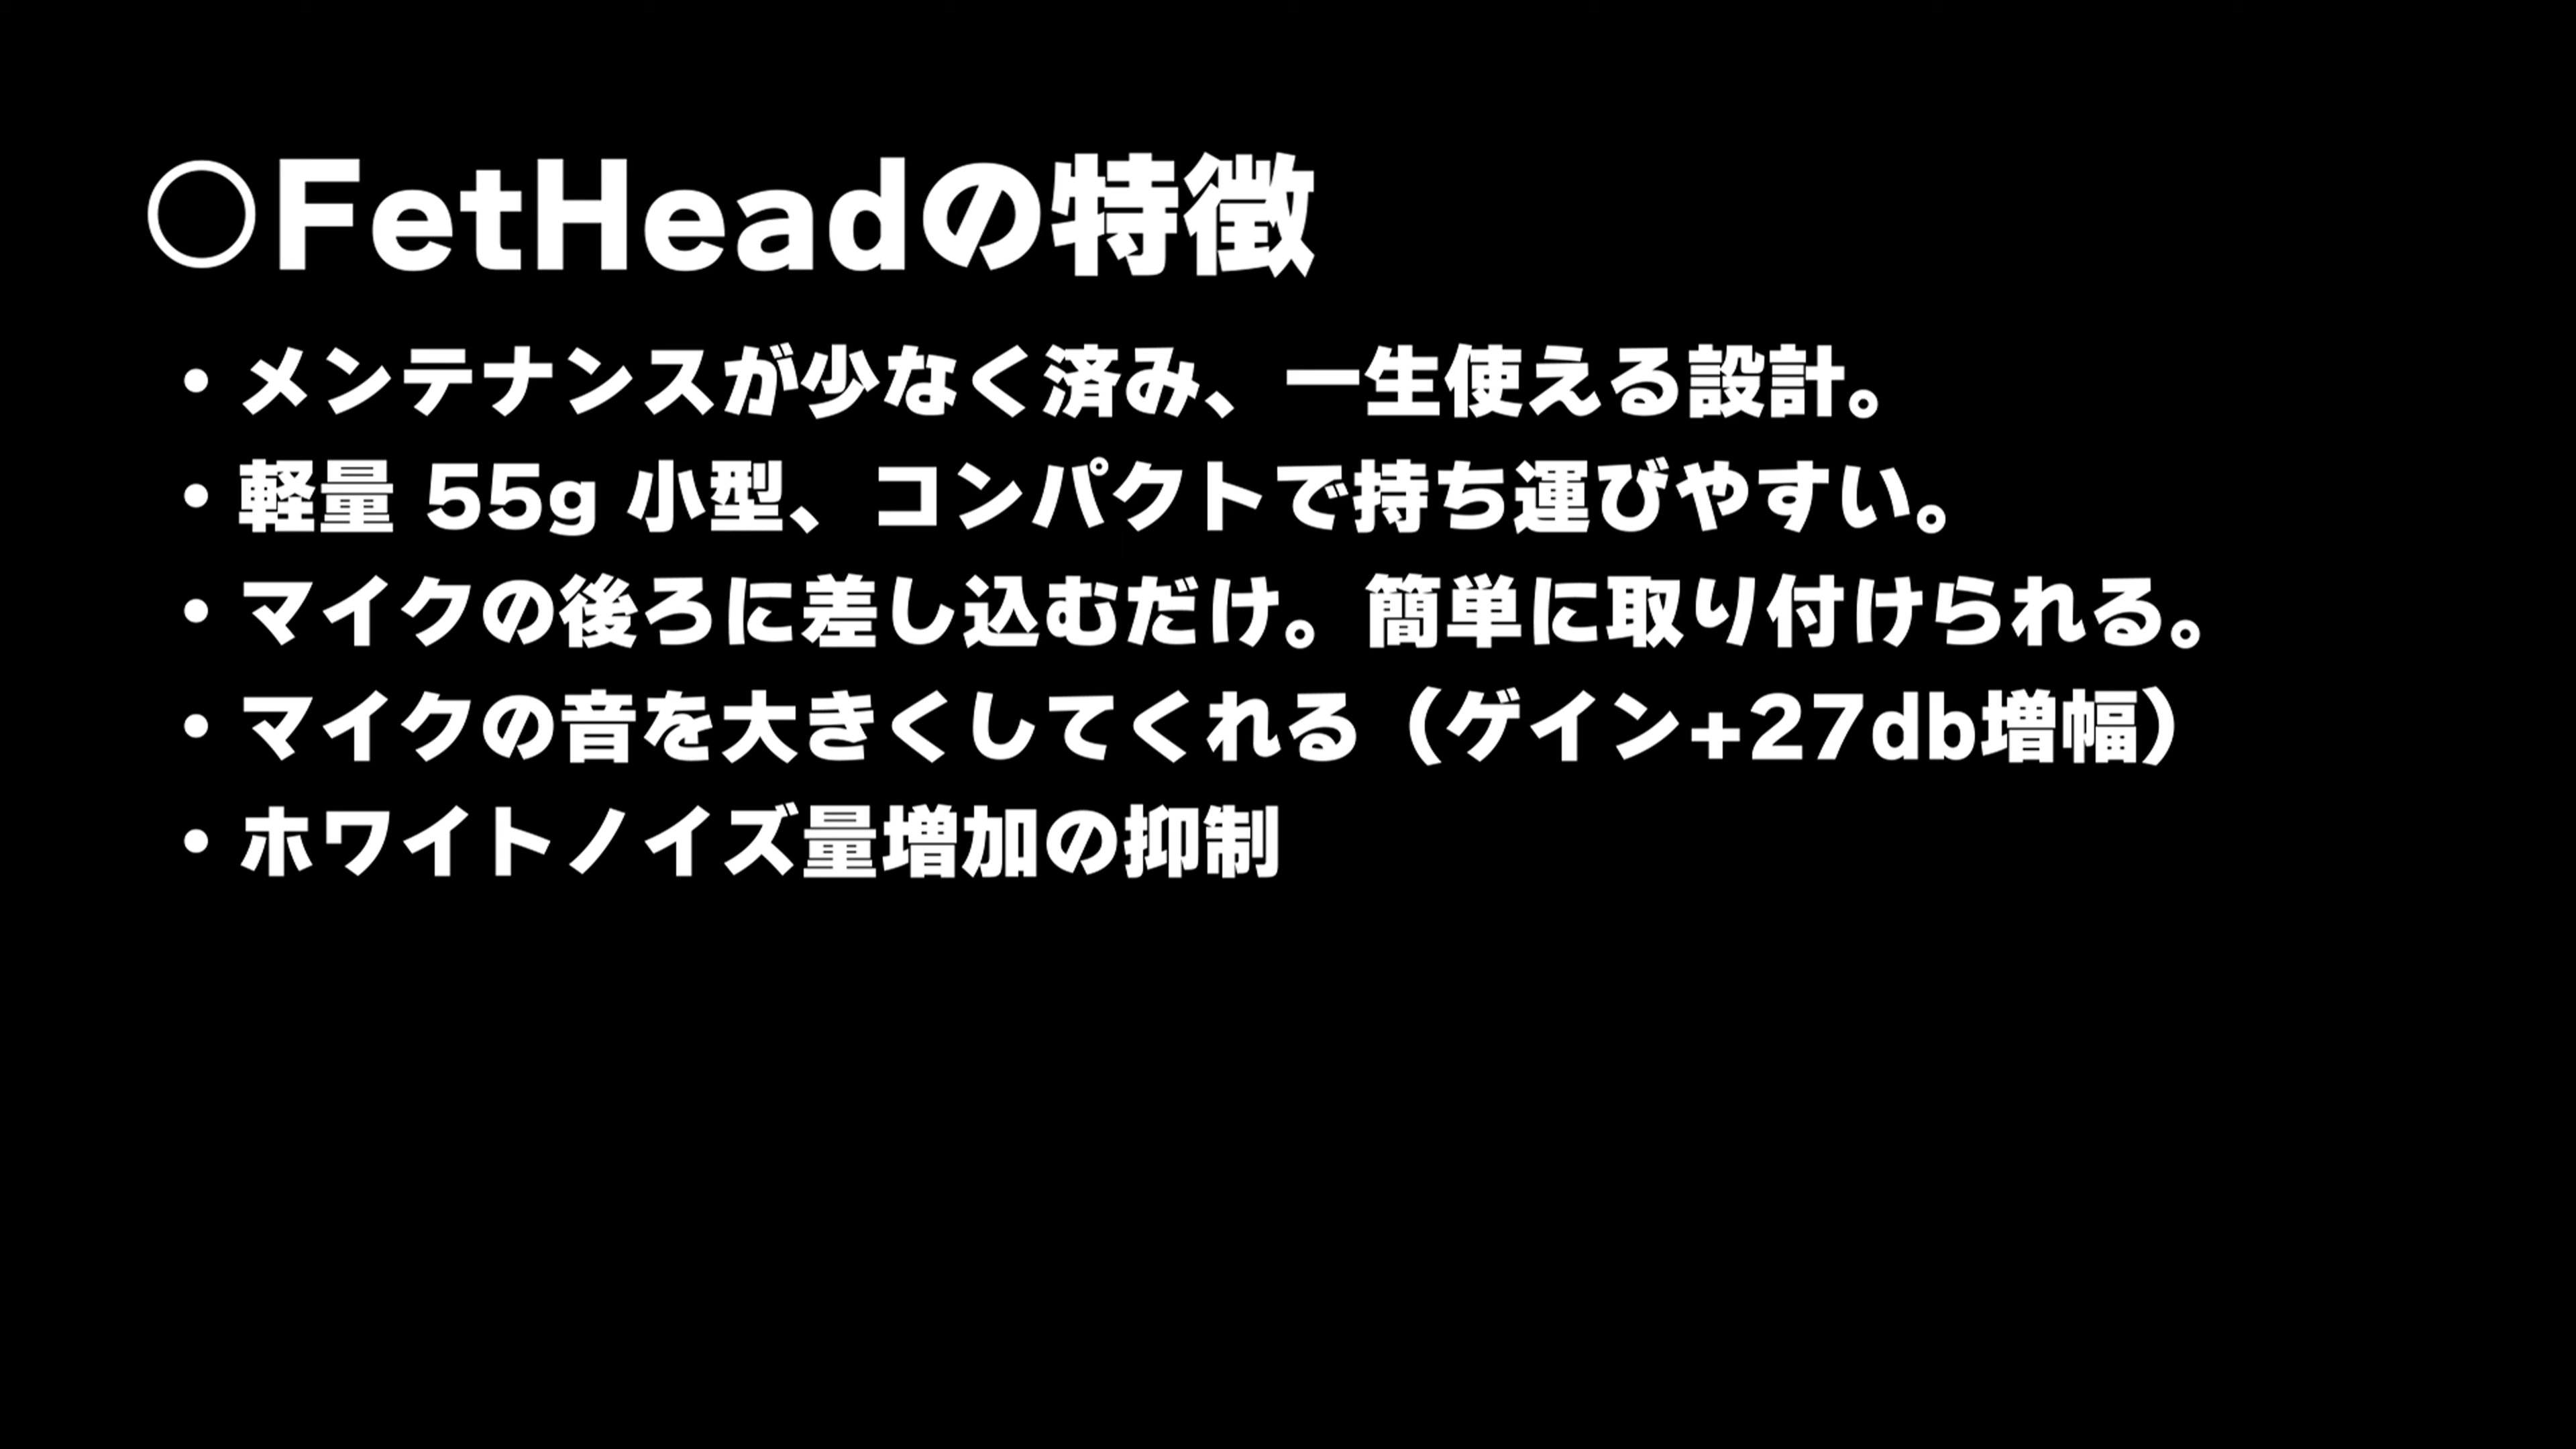 ○FetHeadの特徴
・メンテナンスが少なく済み、一生使える設計。
・軽量 55g 小型、コンパクトで持ち運びやすい。
・マイクの後ろに差し込むだけ。簡単に取り付けられる。
・マイクの音を大きくしてくれる（ゲイン+27db増幅）
・ホワイトノイズ量増加の抑制